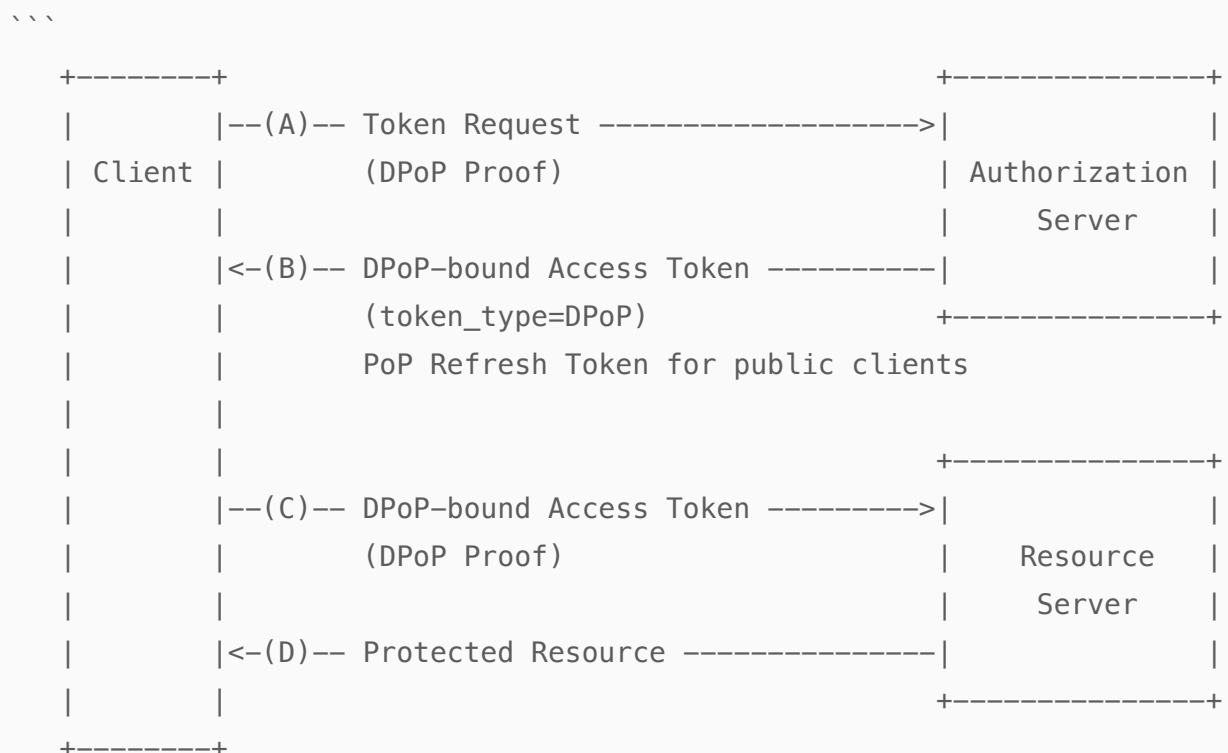 ```
+--------+                                          +---------------+
|        |--(A)-- Token Request ------------------->|               |
| Client |        (DPoP Proof)                      | Authorization |
|        |                                          |     Server    |
|        |<-(B)-- DPoP-bound Access Token ----------|               |
|        |        (token_type=DPoP)                 +---------------+
|        |        PoP Refresh Token for public clients
|        |
|        |                                          +---------------+
|        |--(C)-- DPoP-bound Access Token --------->|               |
|        |        (DPoP Proof)                      |    Resource   |
|        |                                          |     Server    |
|        |<-(D)-- Protected Resource ---------------|               |
|        |                                          +---------------+
+--------+